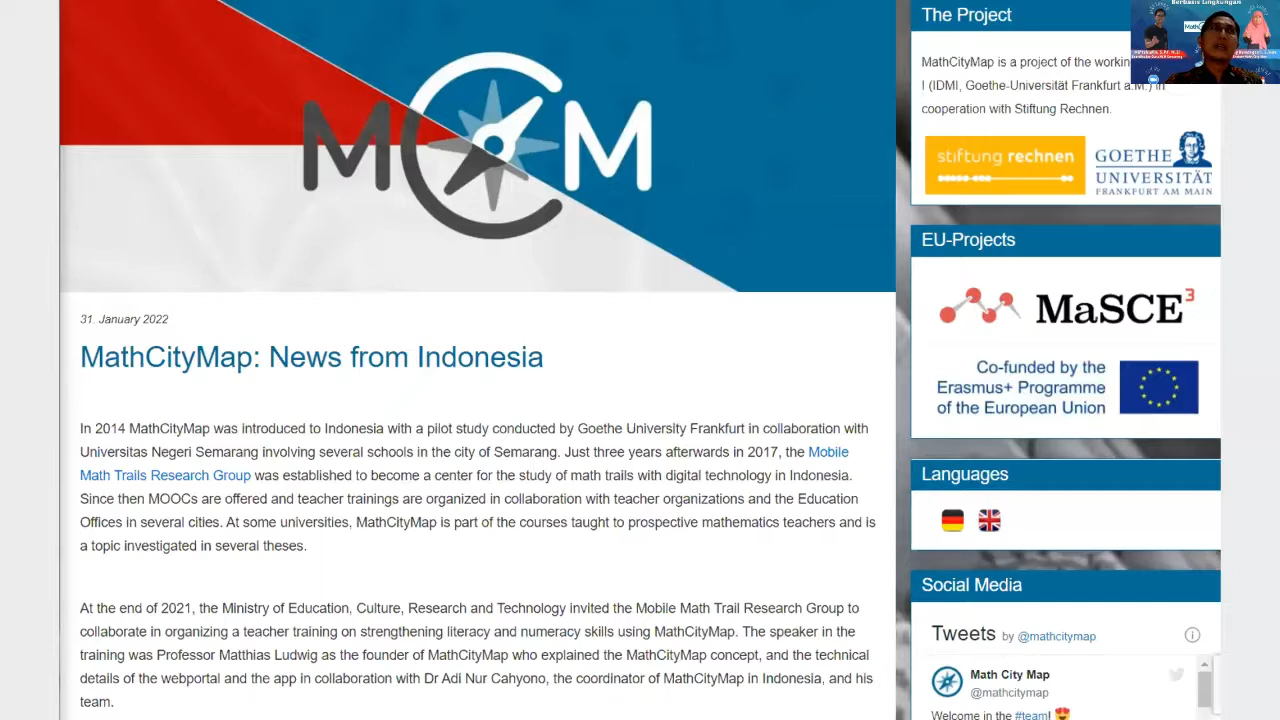 MCM
31. January 2022
MathCityMap: News from Indonesia
In 2014 MathCityMap was introduced to Indonesia with a pilot study conducted by Goethe University Frankfurt in collaboration with
Universitas Negeri Semarang involving several schools in the city of Semarang. Just three years afterwards in 2017, the Mobile
Math Trails Research Group was established to become a center for the study of math trails with digital technology in Indonesia.
Since then MOOCs are offered and teacher trainings are organized in collaboration with teacher organizations and the Education
Offices in several cities. At some universities, MathCityMap is part of the courses taught to prospective mathematics teachers and is
a topic investigated in several theses.
At the end of 2021, the Ministry of Education, Culture, Research and Technology invited the Mobile Math Trail Research Group to
collaborate in organizing a teacher training on strengthening literacy and numeracy skills using MathCityMap. The speaker in the
training was Professor Matthias Ludwig as the founder of MathCityMap who explained the MathCityMap concept, and the technical
details of the webportal and the app in collaboration with Dr Adi Nur Cahyono, the coordinator of MathCityMap in Indonesia, and his
team.
The Project
MathCityMap is a project of the working
I (IDMI, Goethe-Universität Frankfurt a.M.) in
cooperation with Stiftung Rechnen.
stiftung rechnen
GOETHE
UNIVERSITÄT
FRANKFURT AM MAIN
EU-Projects
MaSCE3
Co-funded by the
Erasmus+ Programme
of the European Union
Languages
Social Media
Tweets by @mathcitymap
Math City Map
@mathcitymap
Welcome in the #team!
Berbasis Lingkungan